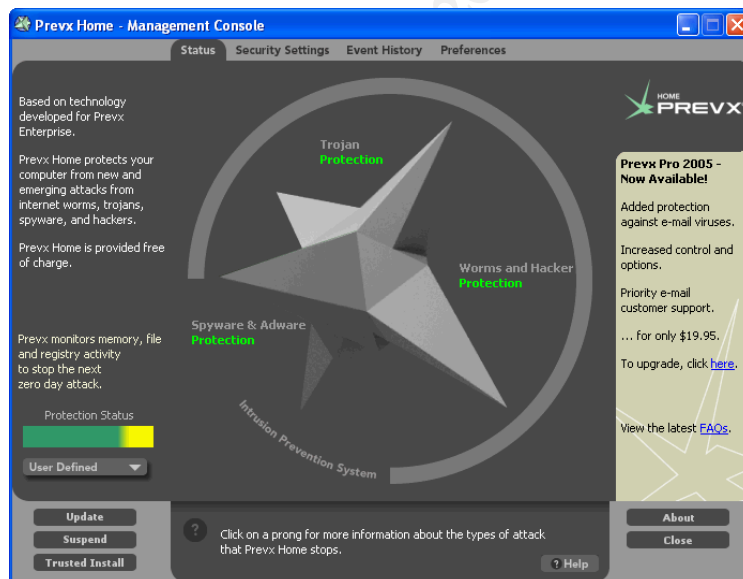 Prevx Home - Management Console
Status
Security Settings
Event History
Preferences
Based on technology
developed for Prevx
Enterprise.
Prevx Home protects your
computer from new and
emerging attacks from
internet worms, trojans,
spyware, and hackers.
Prevx Home is provided free
of charge.
Prevx monitors memory, file
and registry activity
to stop the next
zero day attack.
Protection Status
User Defined
Update
Suspend
Trusted Install
Trojan
Protection
Worms and Hacker
Protection
Spyware & Adware
Protection
Intrusion Prevention System
?
Click on a prong for more information about the types of attack
that Prevx Home stops.
? Help
HOME
PREVX
Prevx Pro 2005 -
Now Available!
Added protection
against e-mail viruses.
Increased control and
options.
Priority e-mail
customer support.
... for only $19.95.
To upgrade, click here.
View the latest FAQs.
About
Close